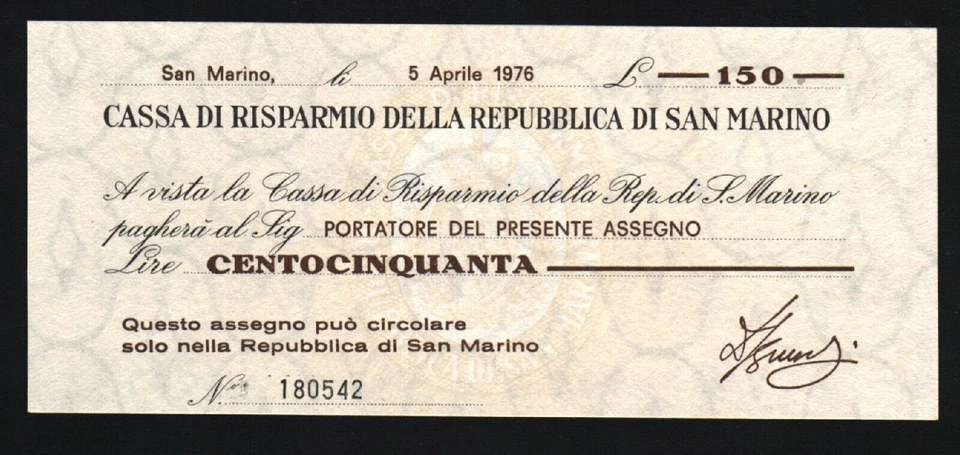 San Marino, li 5 Aprile 1976 £ 150
CASSA DI RISPARMIO DELLA REPUBBLICA DI SAN MARINO
A vista la Cassa di Risparmio della Rep. di S. Marino
pagherà al Sig PORTATORE DEL PRESENTE ASSEGNO
Lire CENTOCINQUANTA
Questo assegno può circolare
solo nella Repubblica di San Marino
N° 180542